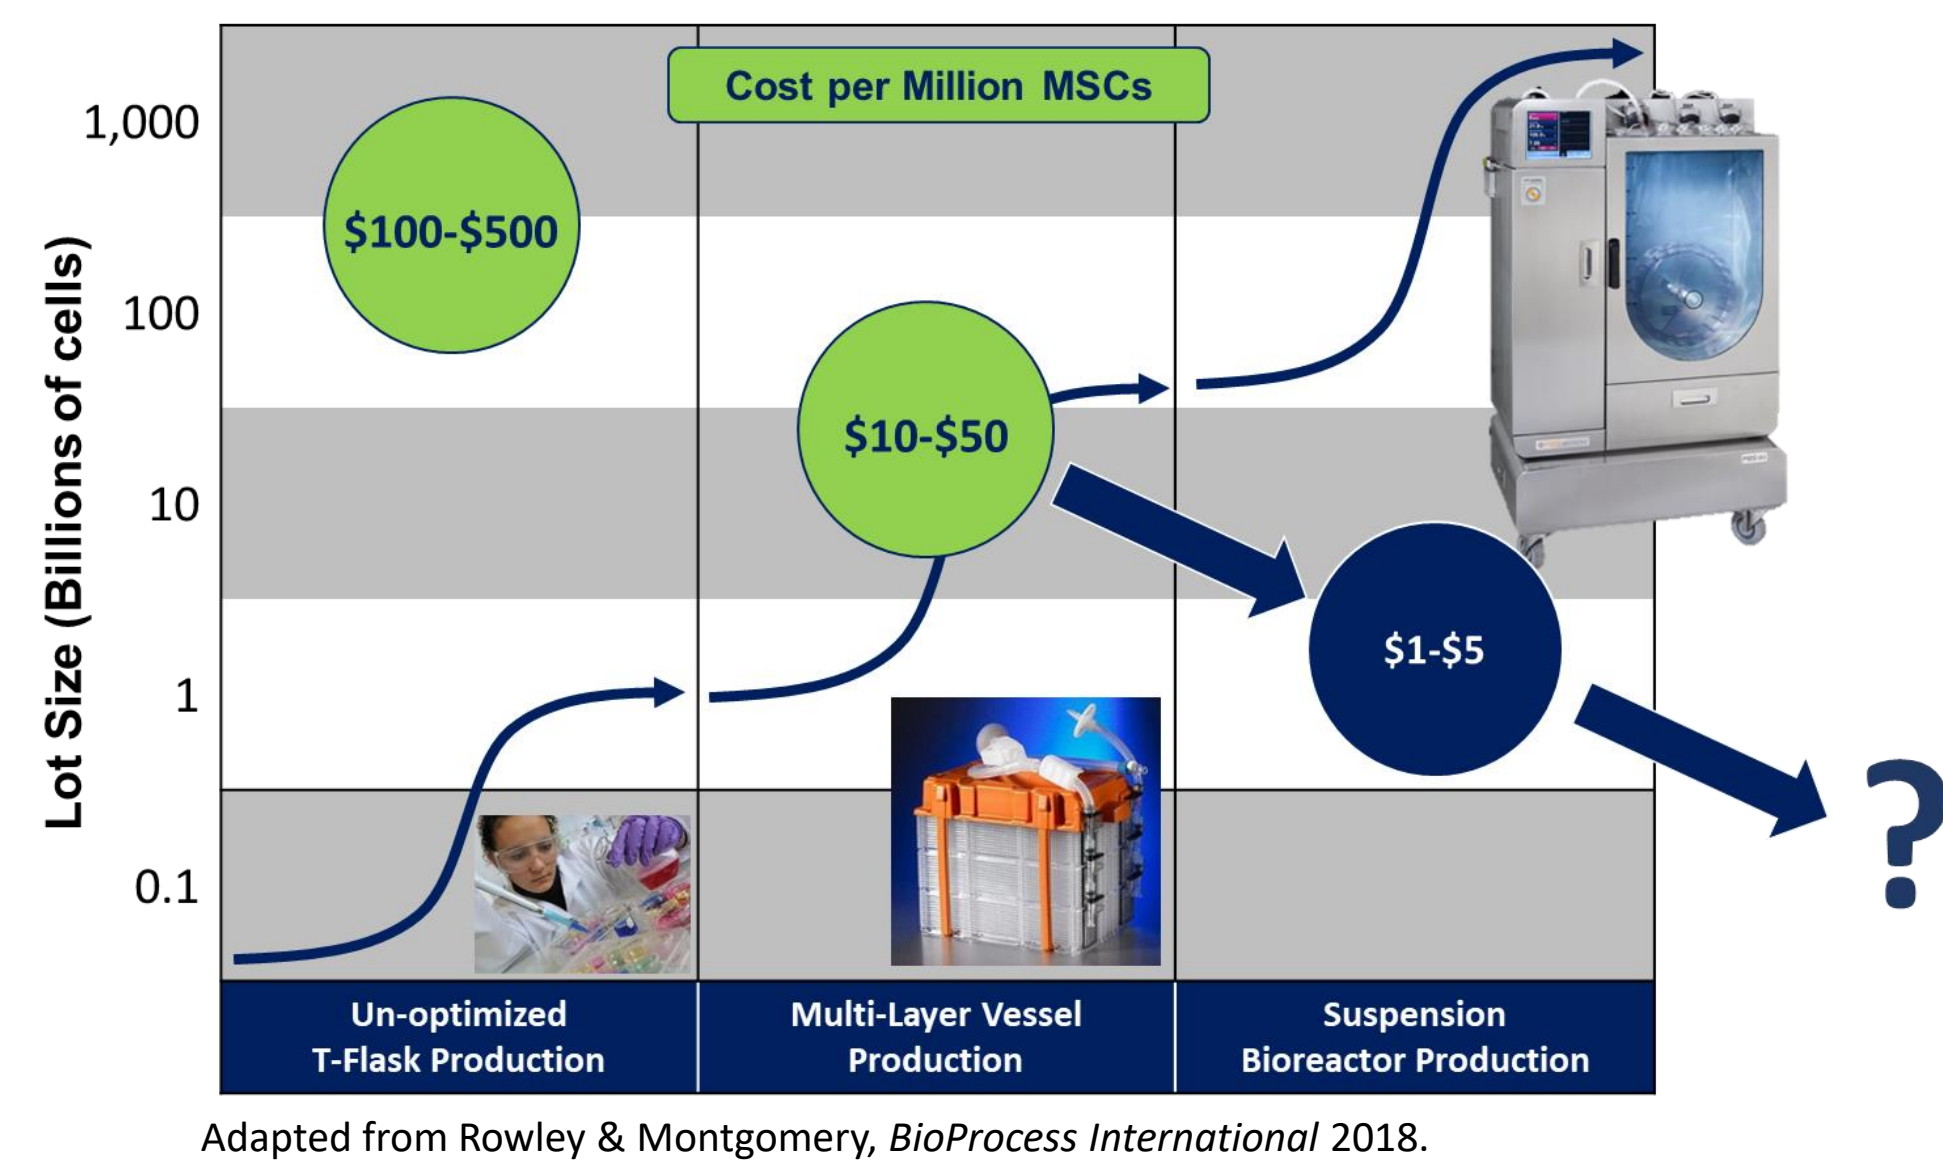 Cost per Million MSCs
Lot Size (Billions of cells)
1,000
100
10
1
0.1
$100-$500
$10-$50
$1-$5
?
Un-optimized
T-Flask Production
Multi-Layer Vessel
Production
Suspension
Bioreactor Production
Adapted from Rowley & Montgomery, BioProcess International 2018.